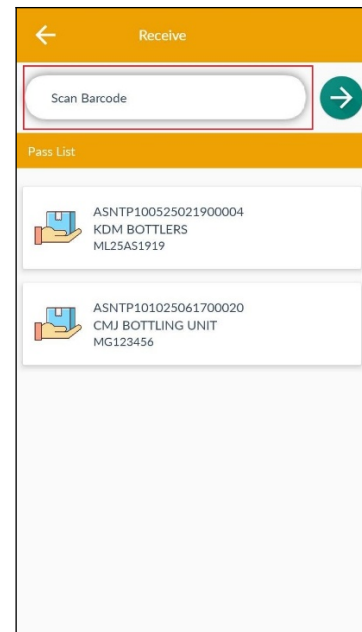 Receive
Scan Barcode
Pass List
ASNTP100525021900004
KDM BOTTLERS
ML25AS1919
ASNTP101025061700020
CMJ BOTTLING UNIT
MG123456